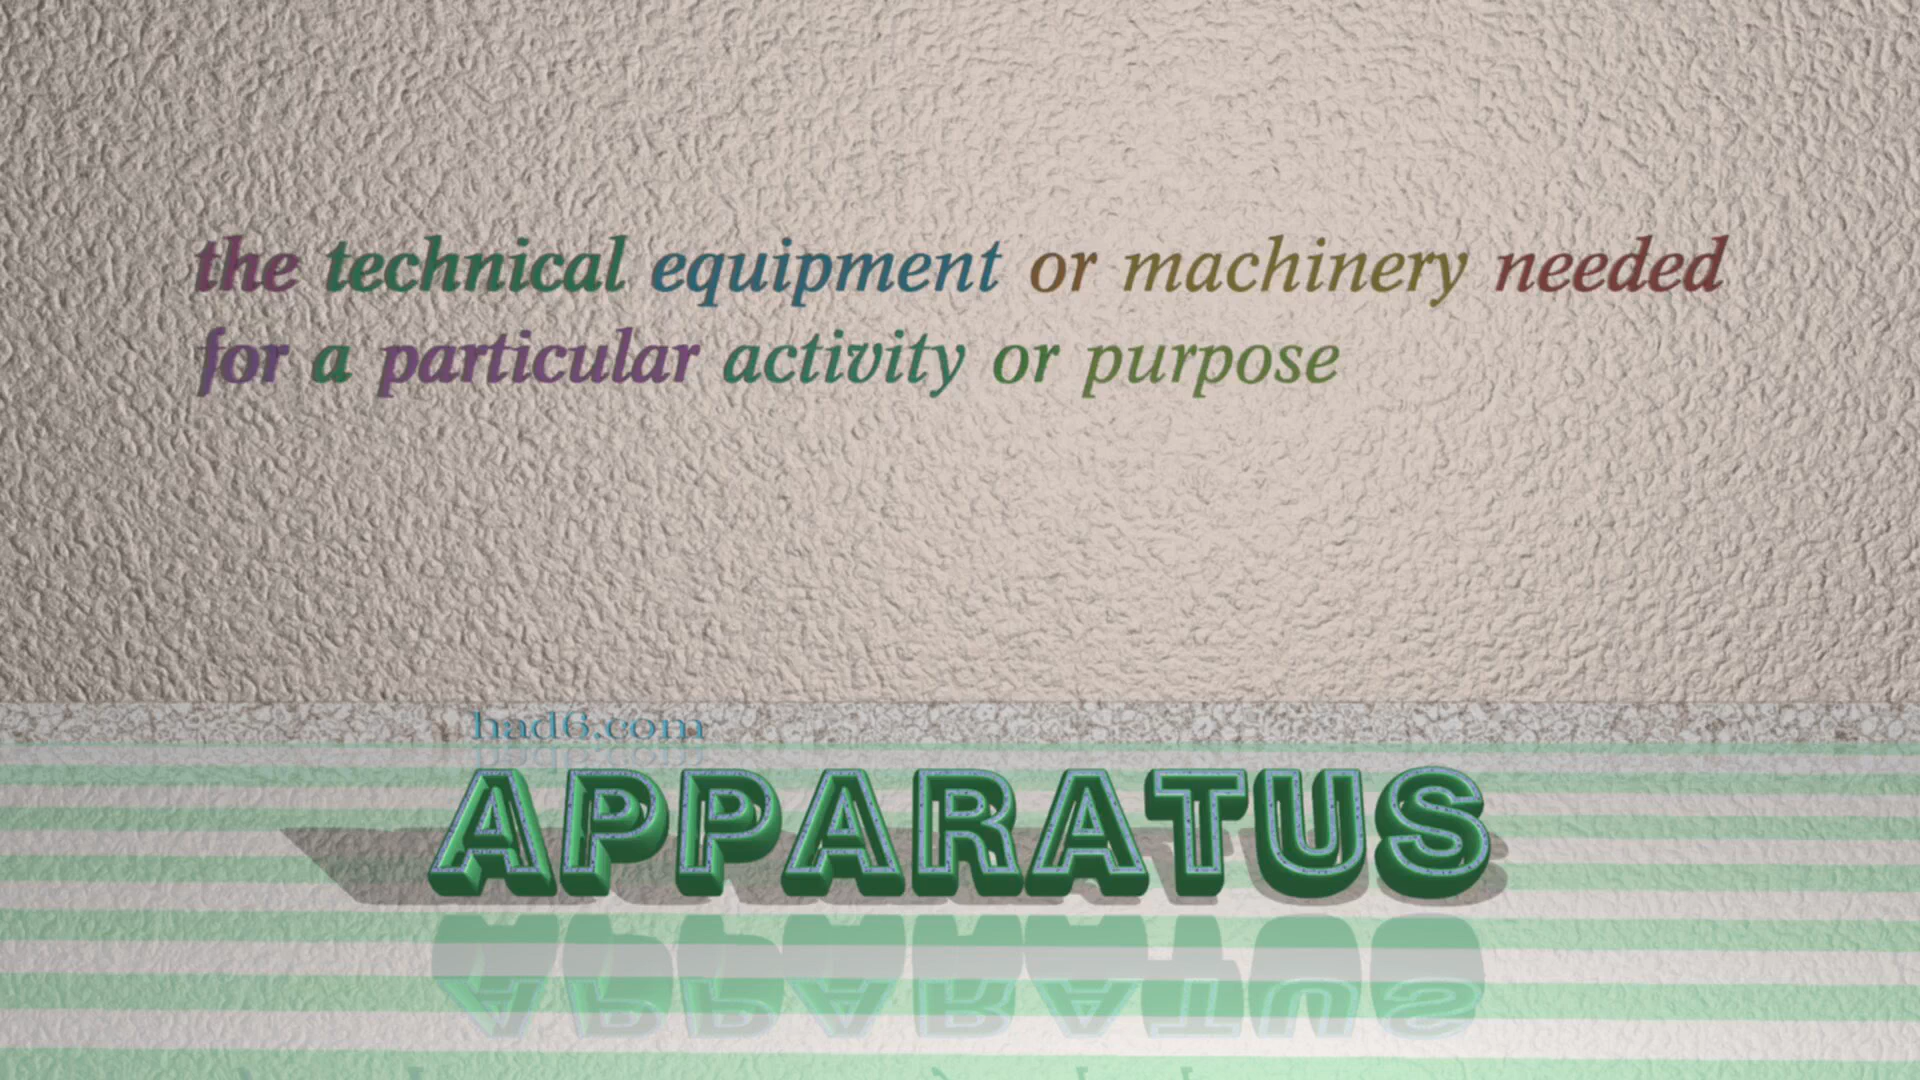 the technical equipment or machinery needed
for a particular activity or purpose
had6.com
APPARATUS